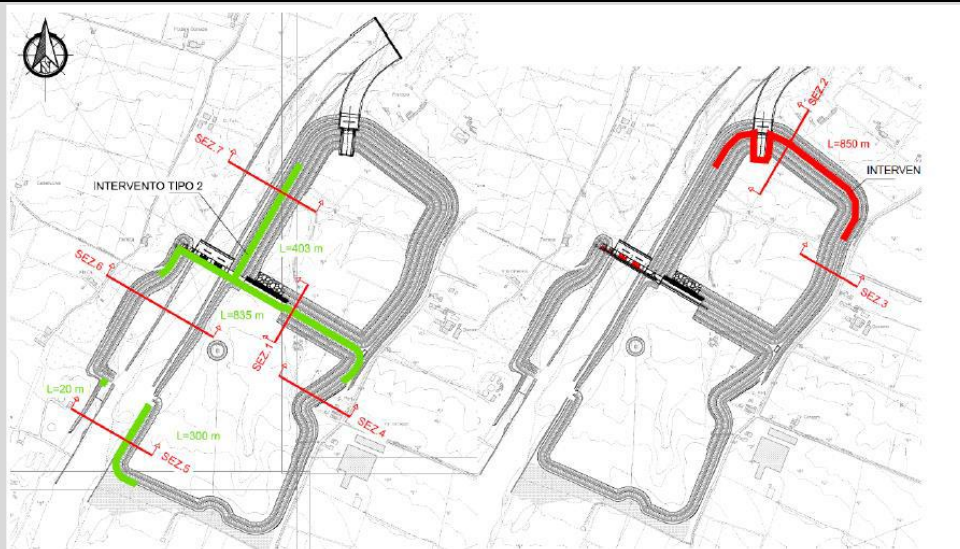 N
SEZ.7
INTERVENTO TIPO 2
L=403 m
SEZ.6
L=835 m
SEZ.1
L=20 m
SEZ.4
L=300 m
SEZ.5
SEZ.2
L=850 m
INTERVEN
SEZ.3